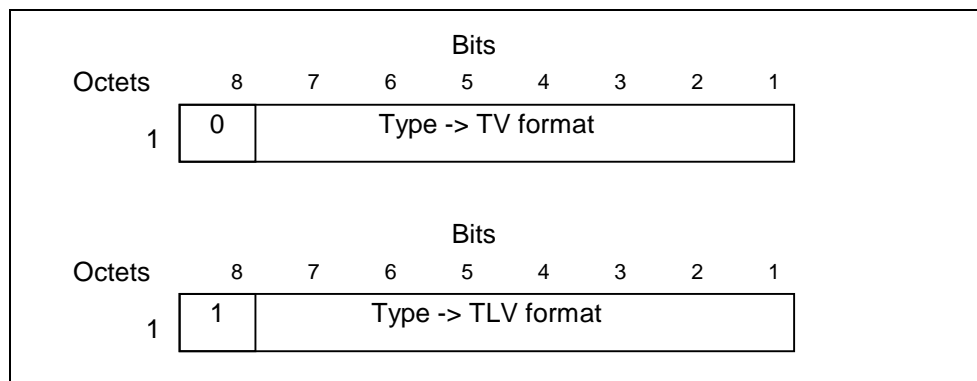 Bits
Octets 8 7 6 5 4 3 2 1
1 0 Type -> TV format
Bits
Octets 8 7 6 5 4 3 2 1
1 1 Type -> TLV format